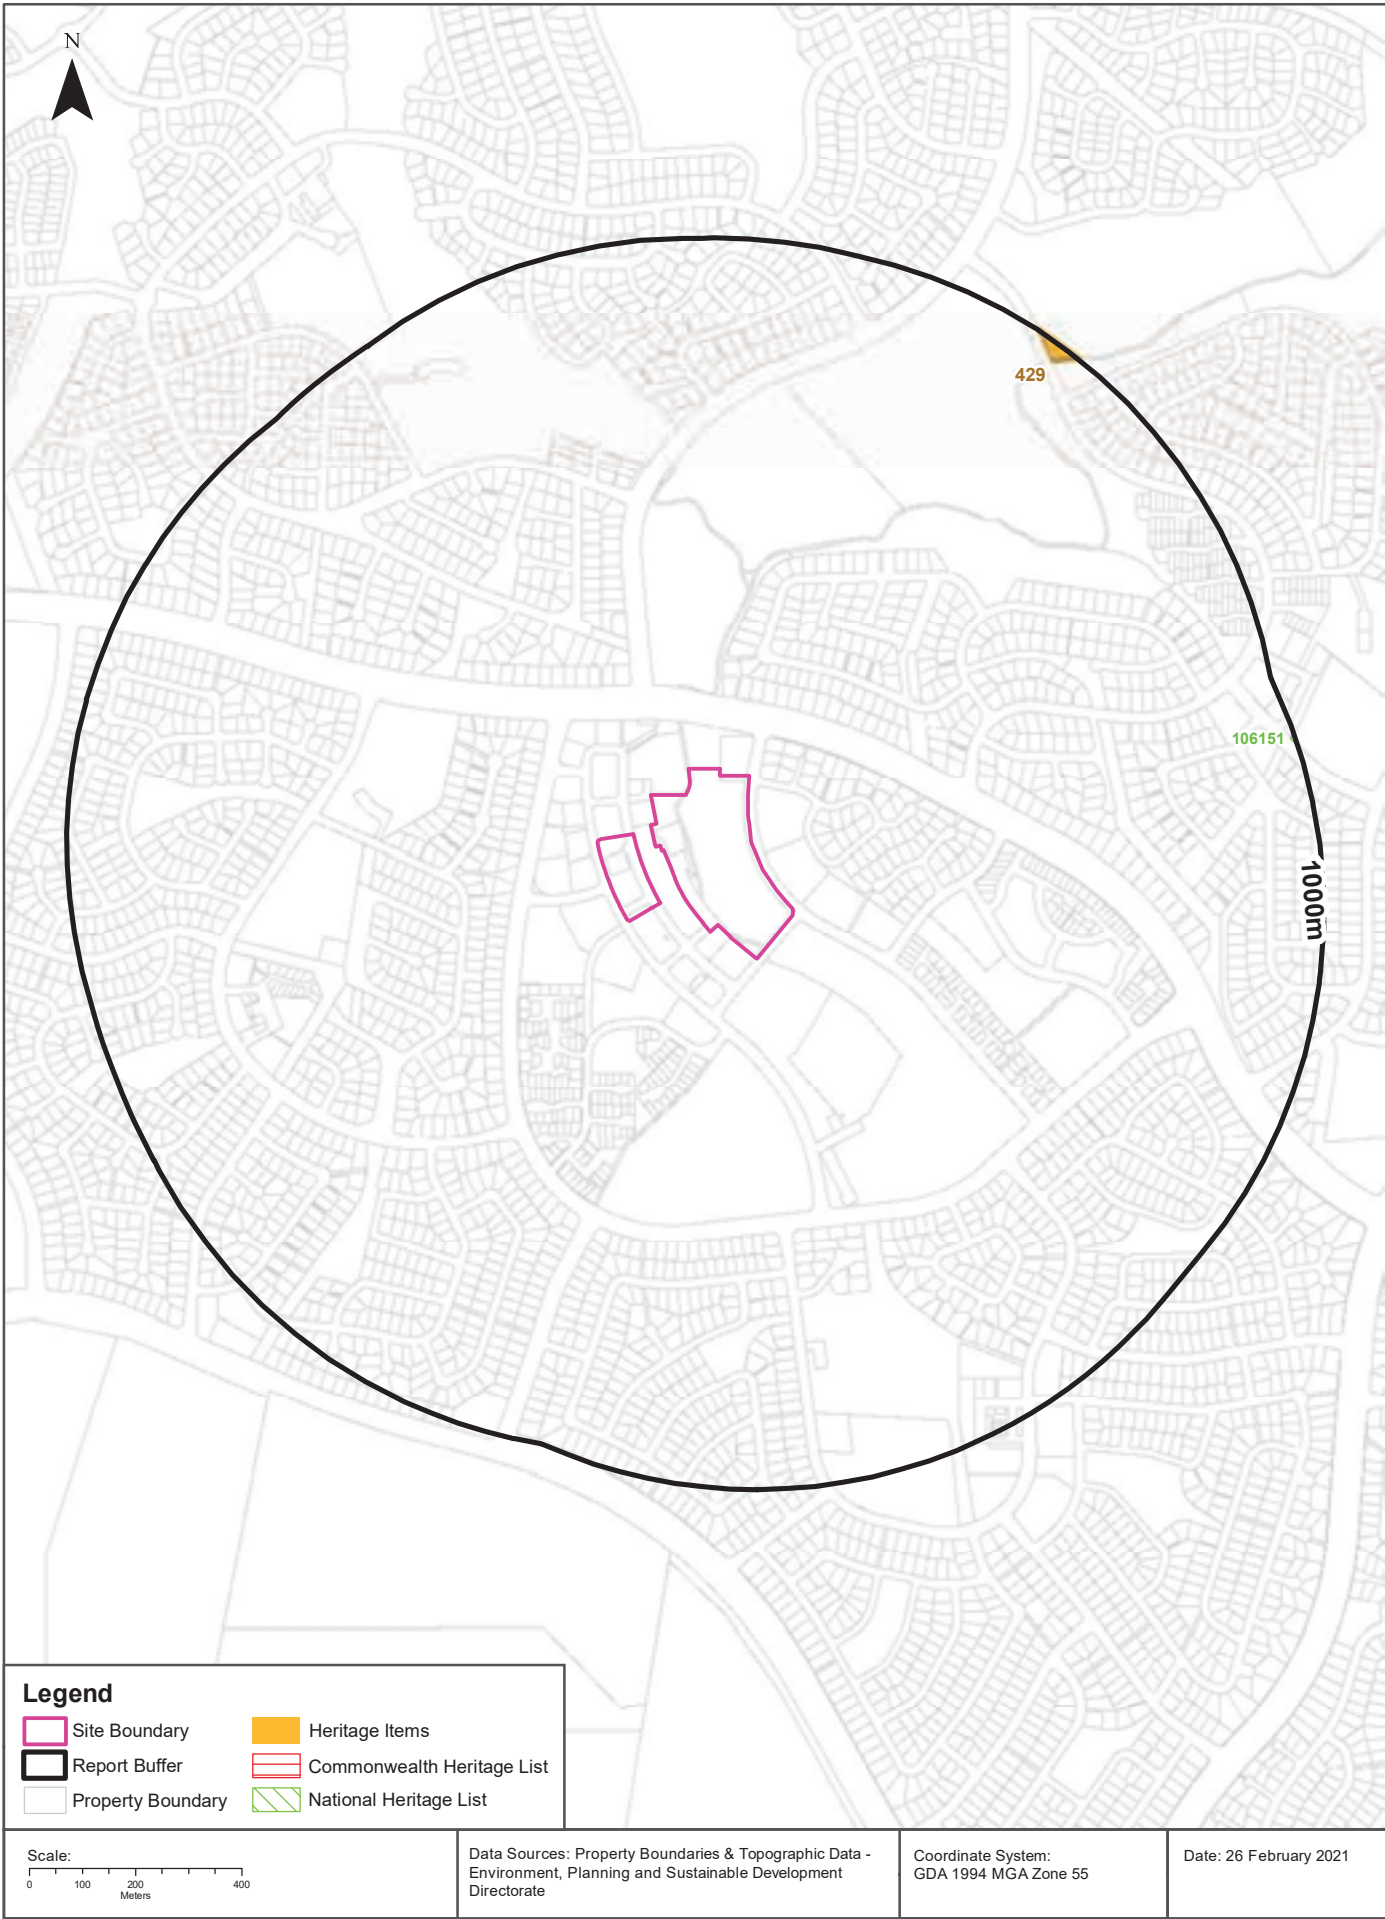 N
429
106151
1000m
Legend
Site Boundary
Heritage Items
Report Buffer
Commonwealth Heritage List
Property Boundary
National Heritage List
Scale:
0 100 200 400
Meters
Data Sources: Property Boundaries & Topographic Data -
Environment, Planning and Sustainable Development
Directorate
Coordinate System:
GDA 1994 MGA Zone 55
Date: 26 February 2021